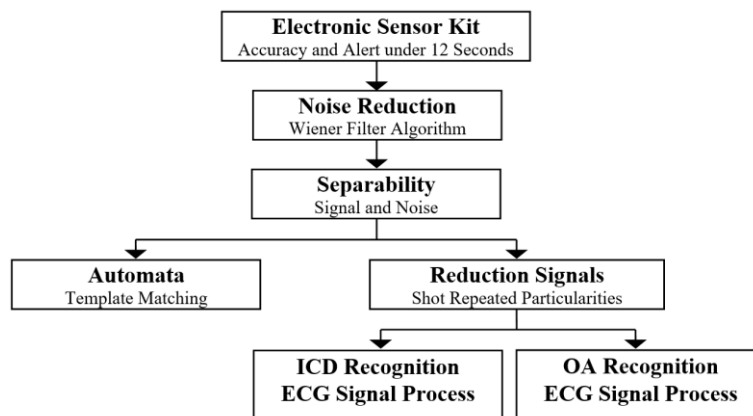 Electronic Sensor Kit
Accuracy and Alert under 12 Seconds
Noise Reduction
Wiener Filter Algorithm
Separability
Signal and Noise
Automata
Template Matching
Reduction Signals
Shot Repeated Particularities
ICD Recognition
ECG Signal Process
OA Recognition
ECG Signal Process